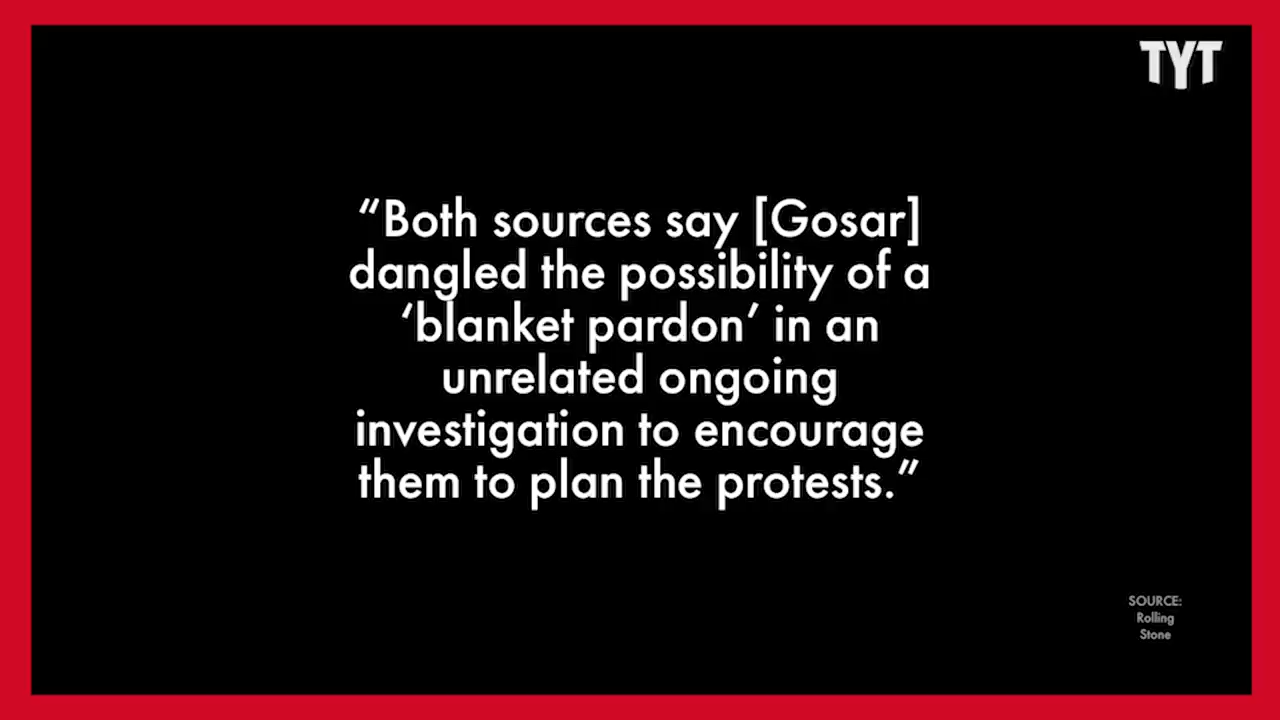 TYT
“Both sources say [Gosar]
dangled the possibility of a
‘blanket pardon’ in an
unrelated ongoing
investigation to encourage
them to plan the protests.”
SOURCE:
Rolling
Stone